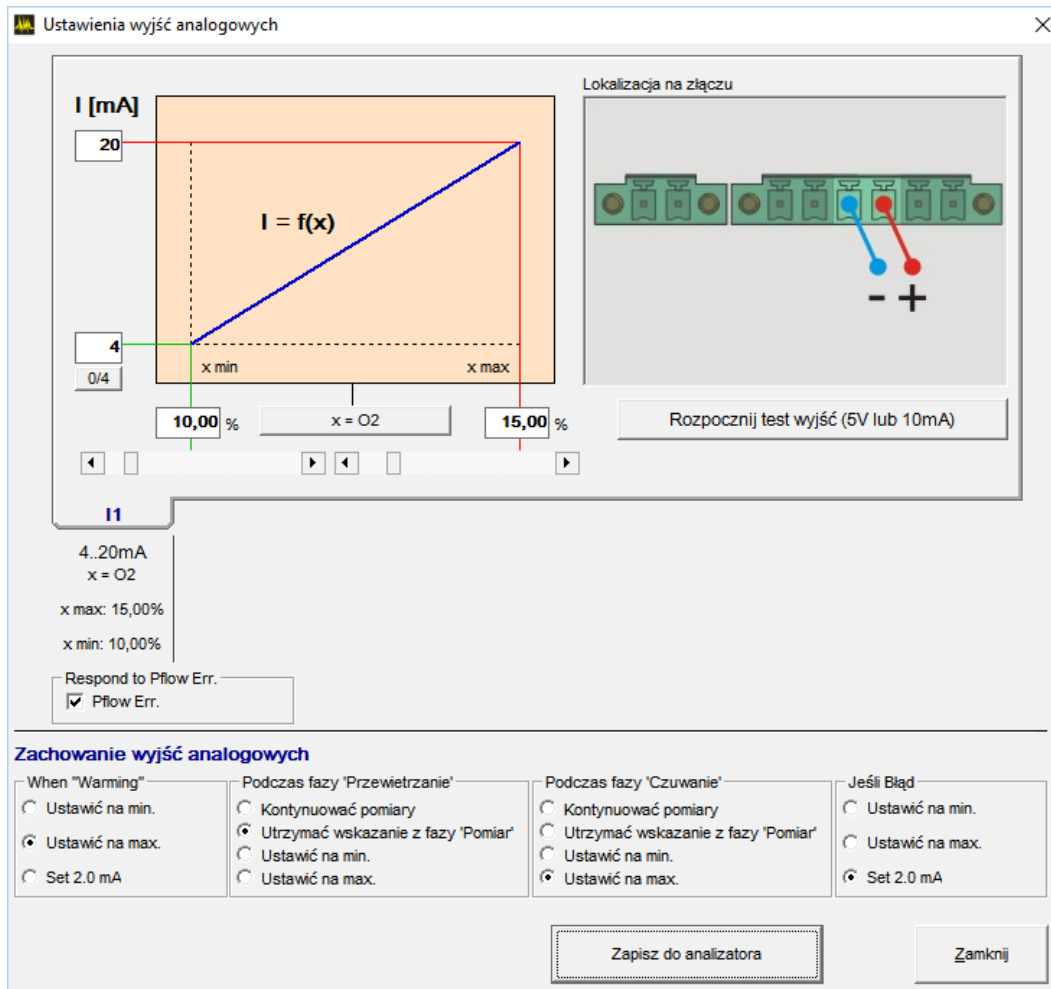 Ustawienia wyjść analogowych
I [mA]
20
I = f(x)
4
0/4
x min
x max
10,00 %
x = O2
15,00 %
Lokalizacja na złączu
- +
Rozpocznij test wyjść (5V lub 10mA)
I1
4..20mA
x = O2
x max: 15,00%
x min: 10,00%
Respond to Pflow Err.
Pflow Err.
Zachowanie wyjść analogowych
When "Warming"
Ustawić na min.
Ustawić na max.
Set 2.0 mA
Podczas fazy 'Przewietrzanie'
Kontynuować pomiary
Utrzymać wskazanie z fazy 'Pomiar'
Ustawić na min.
Ustawić na max.
Podczas fazy 'Czuwanie'
Kontynuować pomiary
Utrzymać wskazanie z fazy 'Pomiar'
Ustawić na min.
Ustawić na max.
Jeśli Błąd
Ustawić na min.
Ustawić na max.
Set 2.0 mA
Zapisz do analizatora
Zamknij